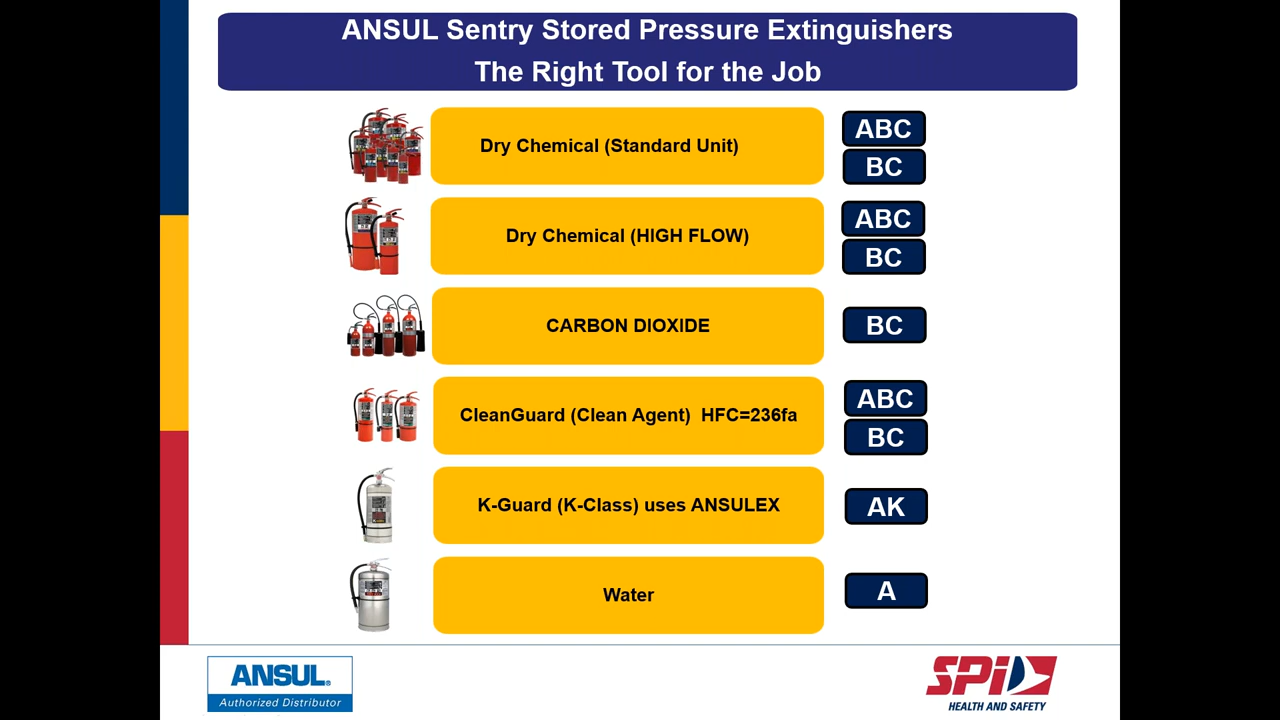 ANSUL Sentry Stored Pressure Extinguishers
The Right Tool for the Job
Dry Chemical (Standard Unit)
ABC
BC
Dry Chemical (HIGH FLOW)
ABC
BC
CARBON DIOXIDE
BC
CleanGuard (Clean Agent)  HFC=236fa
ABC
BC
K-Guard (K-Class) uses ANSULEX
AK
Water
A
ANSUL®
Authorized Distributor
SPi
HEALTH AND SAFETY